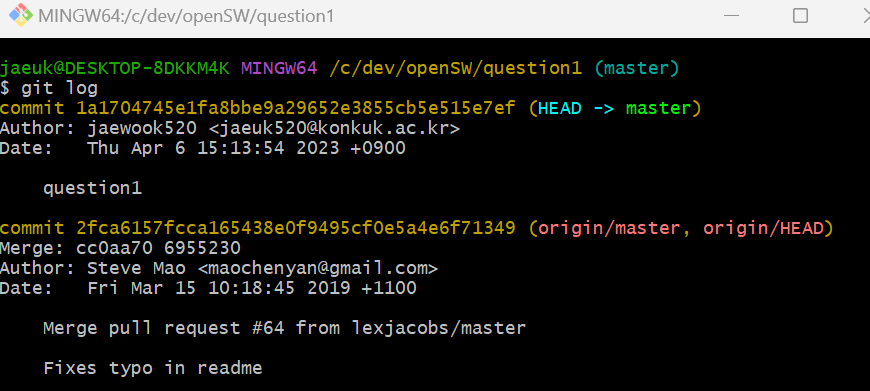 MINGW64:/c/dev/openSW/question1
jaeuk@DESKTOP-8DKKM4K MINGW64 /c/dev/openSW/question1 (master)
$ git log
commit 1a1704745e1fa8bbe9a29652e3855cb5e515e7ef (HEAD -> master)
Author: jaewook520 <jaeuk520@konkuk.ac.kr>
Date:   Thu Apr 6 15:13:54 2023 +0900
question1
commit 2fca6157fcca165438e0f9495cf0e5a4e6f71349 (origin/master, origin/HEAD)
Merge: cc0aa70 6955230
Author: Steve Mao <maochenyan@gmail.com>
Date:   Fri Mar 15 10:18:45 2019 +1100
Merge pull request #64 from lexjacobs/master
Fixes typo in readme